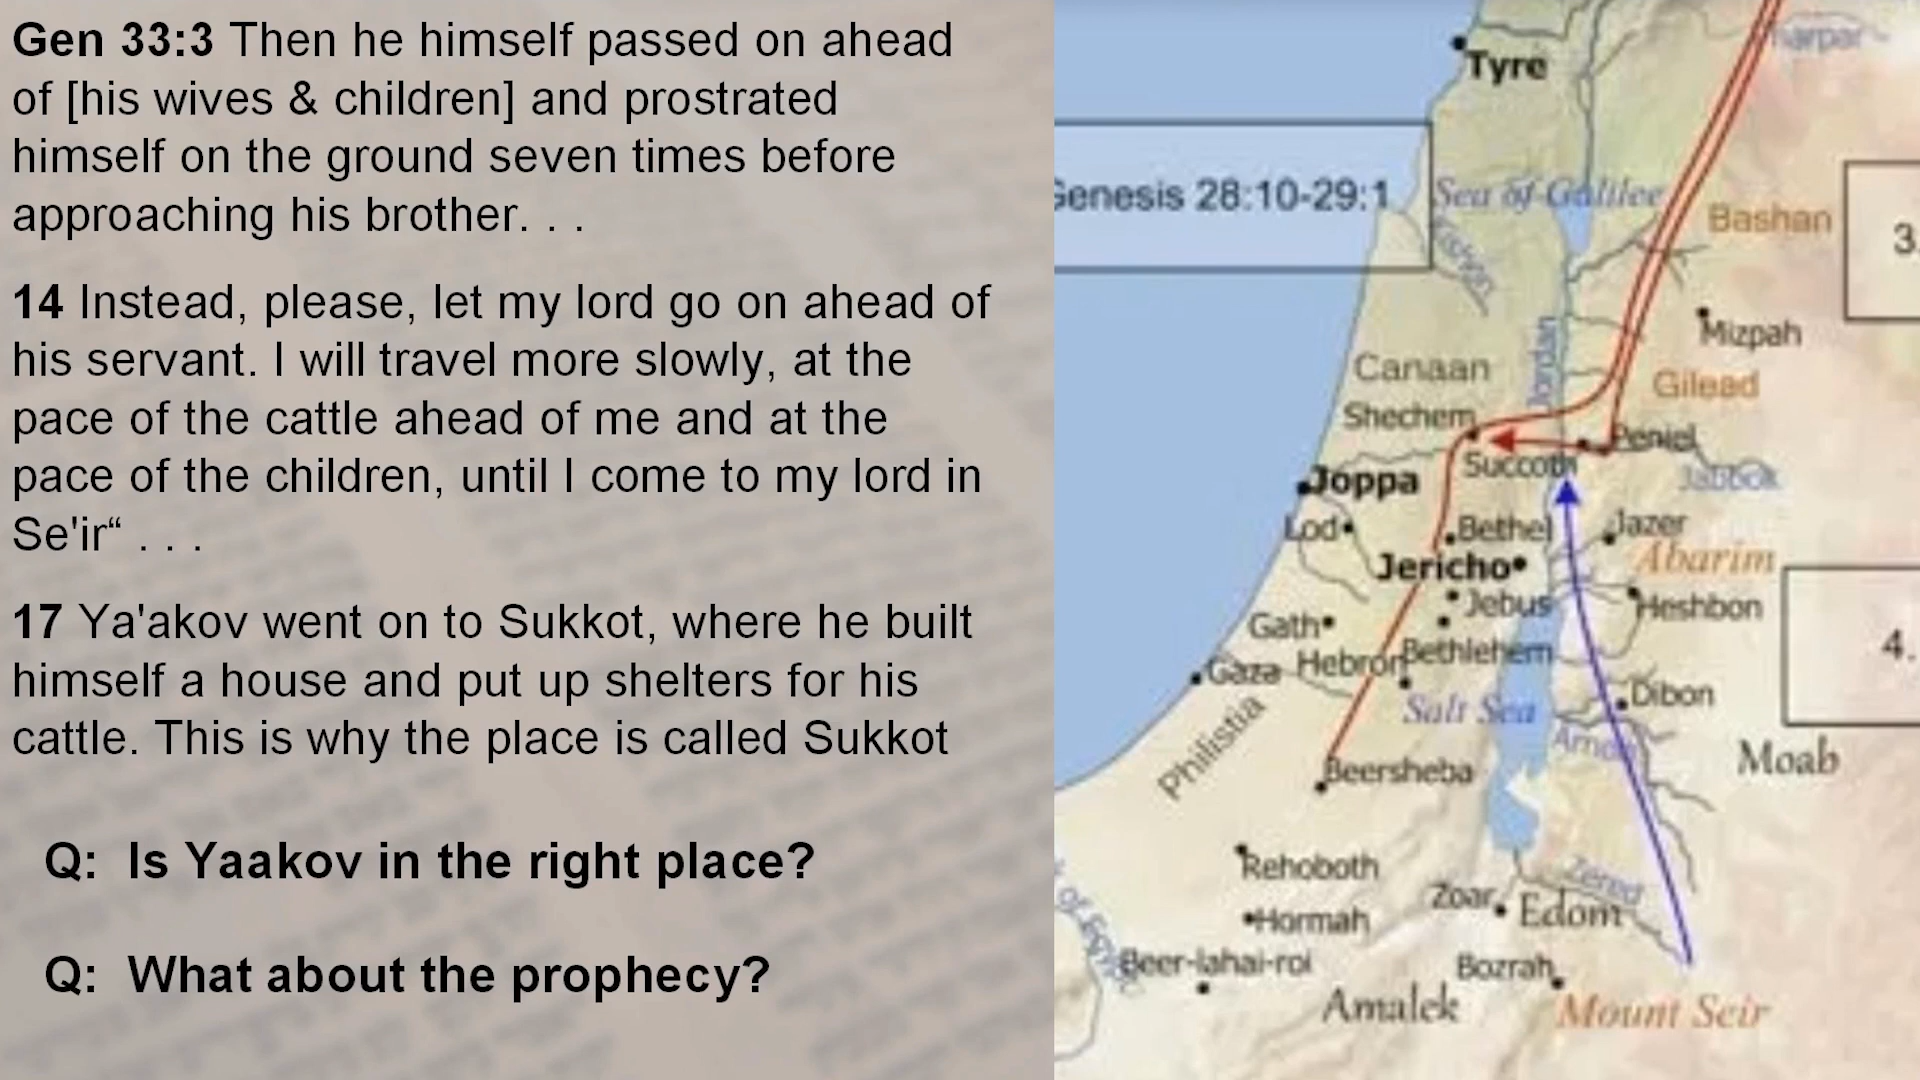 Gen 33:3 Then he himself passed on ahead
of [his wives & children] and prostrated
himself on the ground seven times before
approaching his brother. . .
14 Instead, please, let my lord go on ahead of
his servant. I will travel more slowly, at the
pace of the cattle ahead of me and at the
pace of the children, until I come to my lord in
Se'ir“ . . .
17 Ya'akov went on to Sukkot, where he built
himself a house and put up shelters for his
cattle. This is why the place is called Sukkot
Q: Is Yaakov in the right place?
Q: What about the prophecy?
Tyre
Genesis 28:10-29:1
Sea of Galilee
Bashan
3.
Kishon
Mizpah
Jordan
Canaan
Gilead
Shechem
Peniel
Succoth
Jabbok
Joppa
Lod
Bethel
Jazer
Abarim
Jericho
Jebus
Heshbon
Gath
Bethlehem
Hebron
Gaza
4.
Dibon
Salt Sea
Philistia
Arnon
Moab
Beersheba
Rehoboth
Zered
Zoar
Edom
Hormah
Beer-lahai-roi
Bozrah
Amalek
Mount Seir